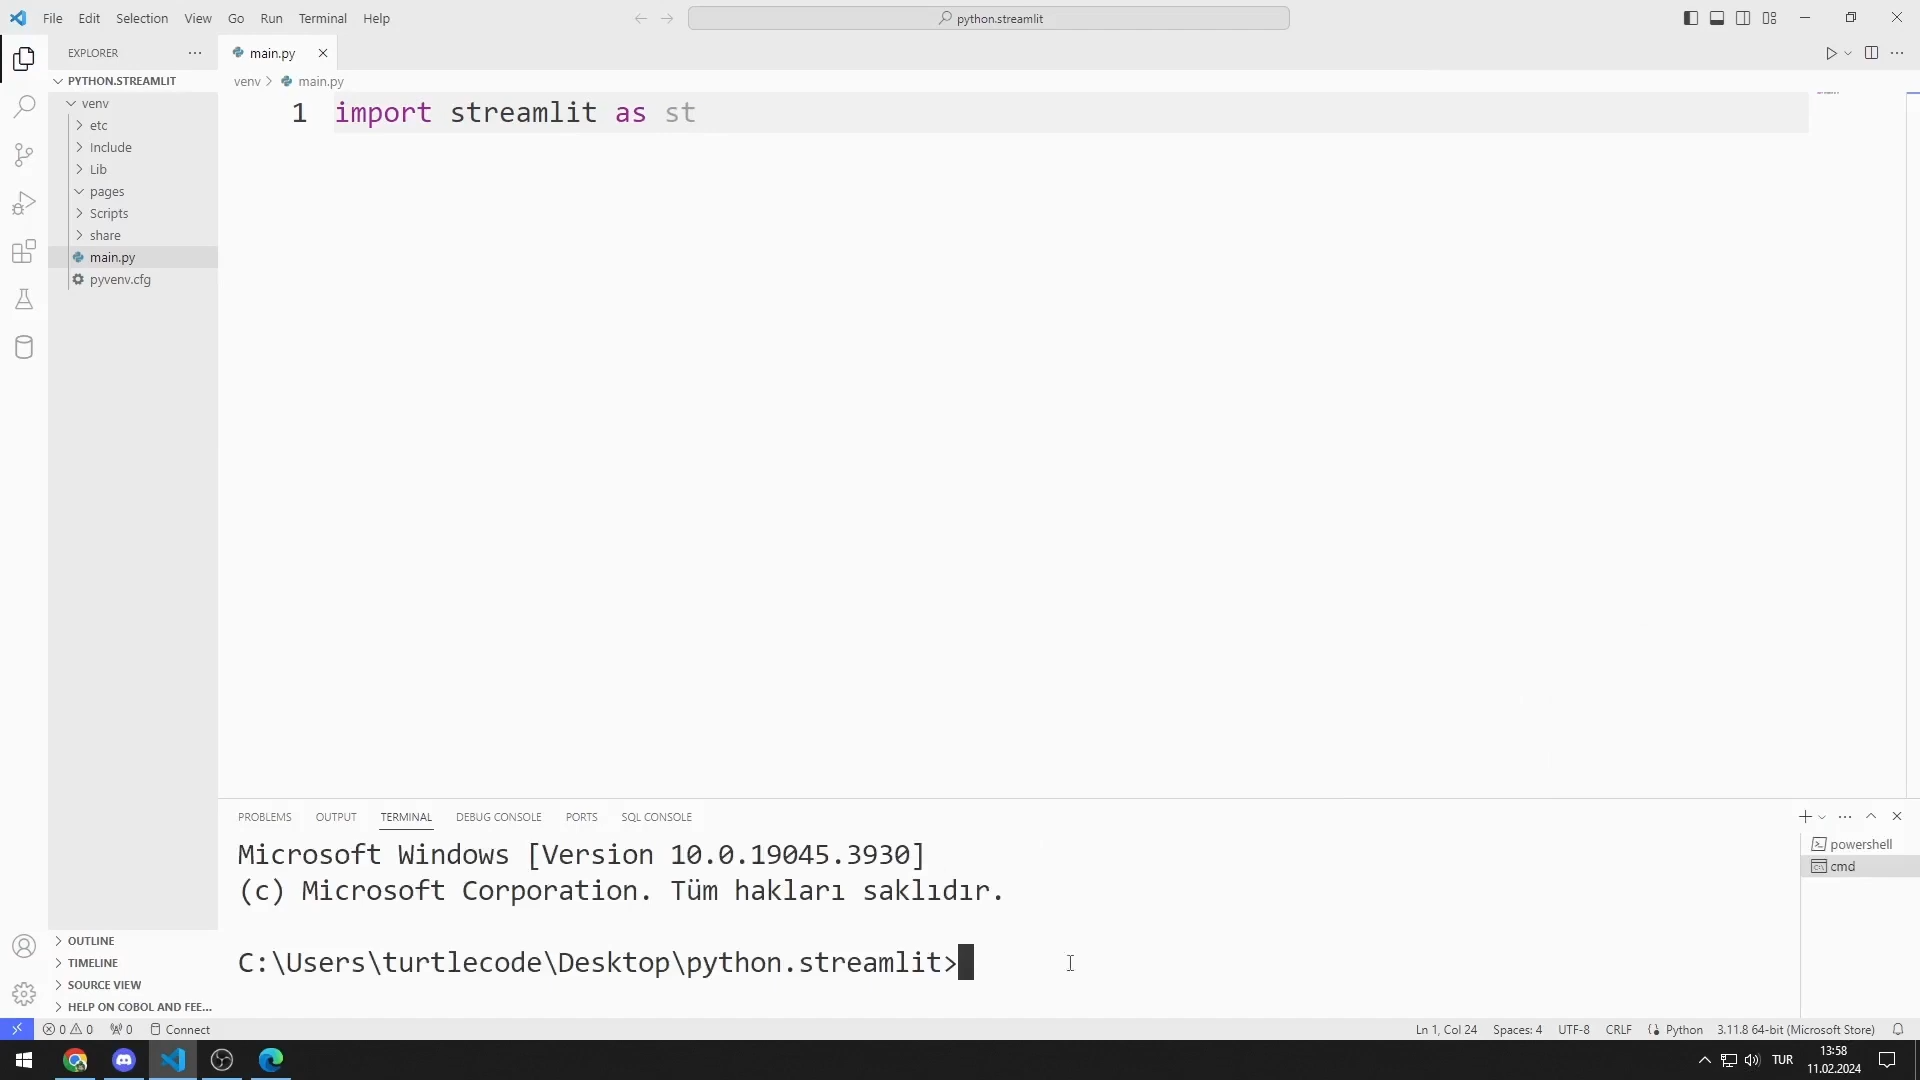 File Edit Selection View Go Run Terminal Help
python.streamlit
EXPLORER
main.py
PYTHON.STREAMLIT
venv > main.py
venv
etc
Include
Lib
pages
Scripts
share
main.py
pyvenv.cfg
1 import streamlit as st
PROBLEMS OUTPUT TERMINAL DEBUG CONSOLE PORTS SQL CONSOLE
Microsoft Windows [Version 10.0.19045.3930]
(c) Microsoft Corporation. Tüm hakları saklıdır.
C:\Users\turtlecode\Desktop\python.streamlit>
powershell
cmd
OUTLINE
TIMELINE
SOURCE VIEW
HELP ON COBOL AND FEE...
0 0 0 Connect
Ln 1, Col 24 Spaces: 4 UTF-8 CRLF Python 3.11.8 64-bit (Microsoft Store)
TUR
13:58
11.02.2024